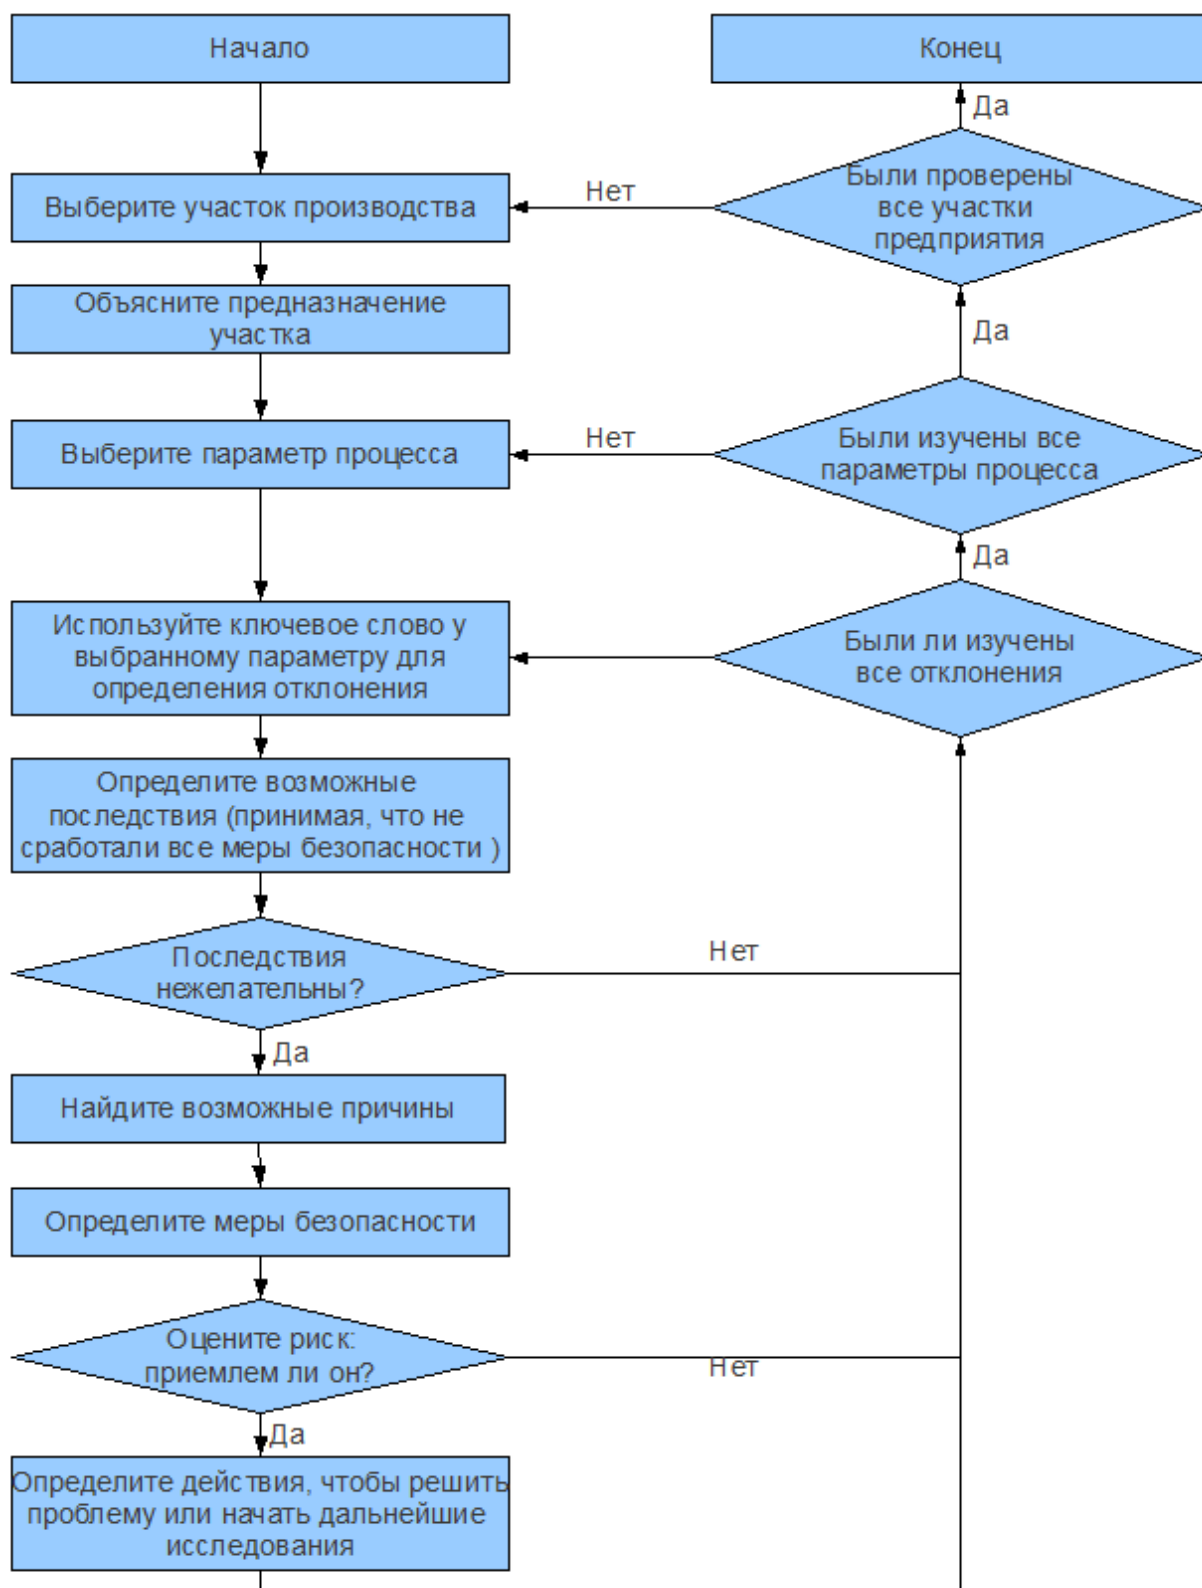 Начало
Выберите участок производства
Объясните предназначение
участка
Выберите параметр процесса
Используйте ключевое слово у
выбранному параметру для
определения отклонения
Определите возможные
последствия (принимая, что не
сработали все меры безопасности )
Последствия
нежелательны?
Нет
Да
Найдите возможные причины
Определите меры безопасности
Оцените риск:
приемлем ли он?
Нет
Да
Определите действия, чтобы решить
проблему или начать дальнейшие
исследования
Были ли изучены
все отклонения
Да
Были изучены все
параметры процесса
Нет
Да
Были проверены
все участки
предприятия
Нет
Да
Конец